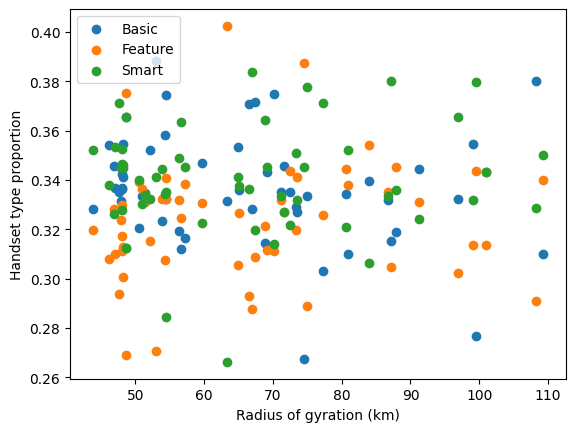 Basic
Feature
Smart
Handset type proportion
0.40
0.38
0.36
0.34
0.32
0.30
0.28
0.26
50 60 70 80 90 100 110
Radius of gyration (km)